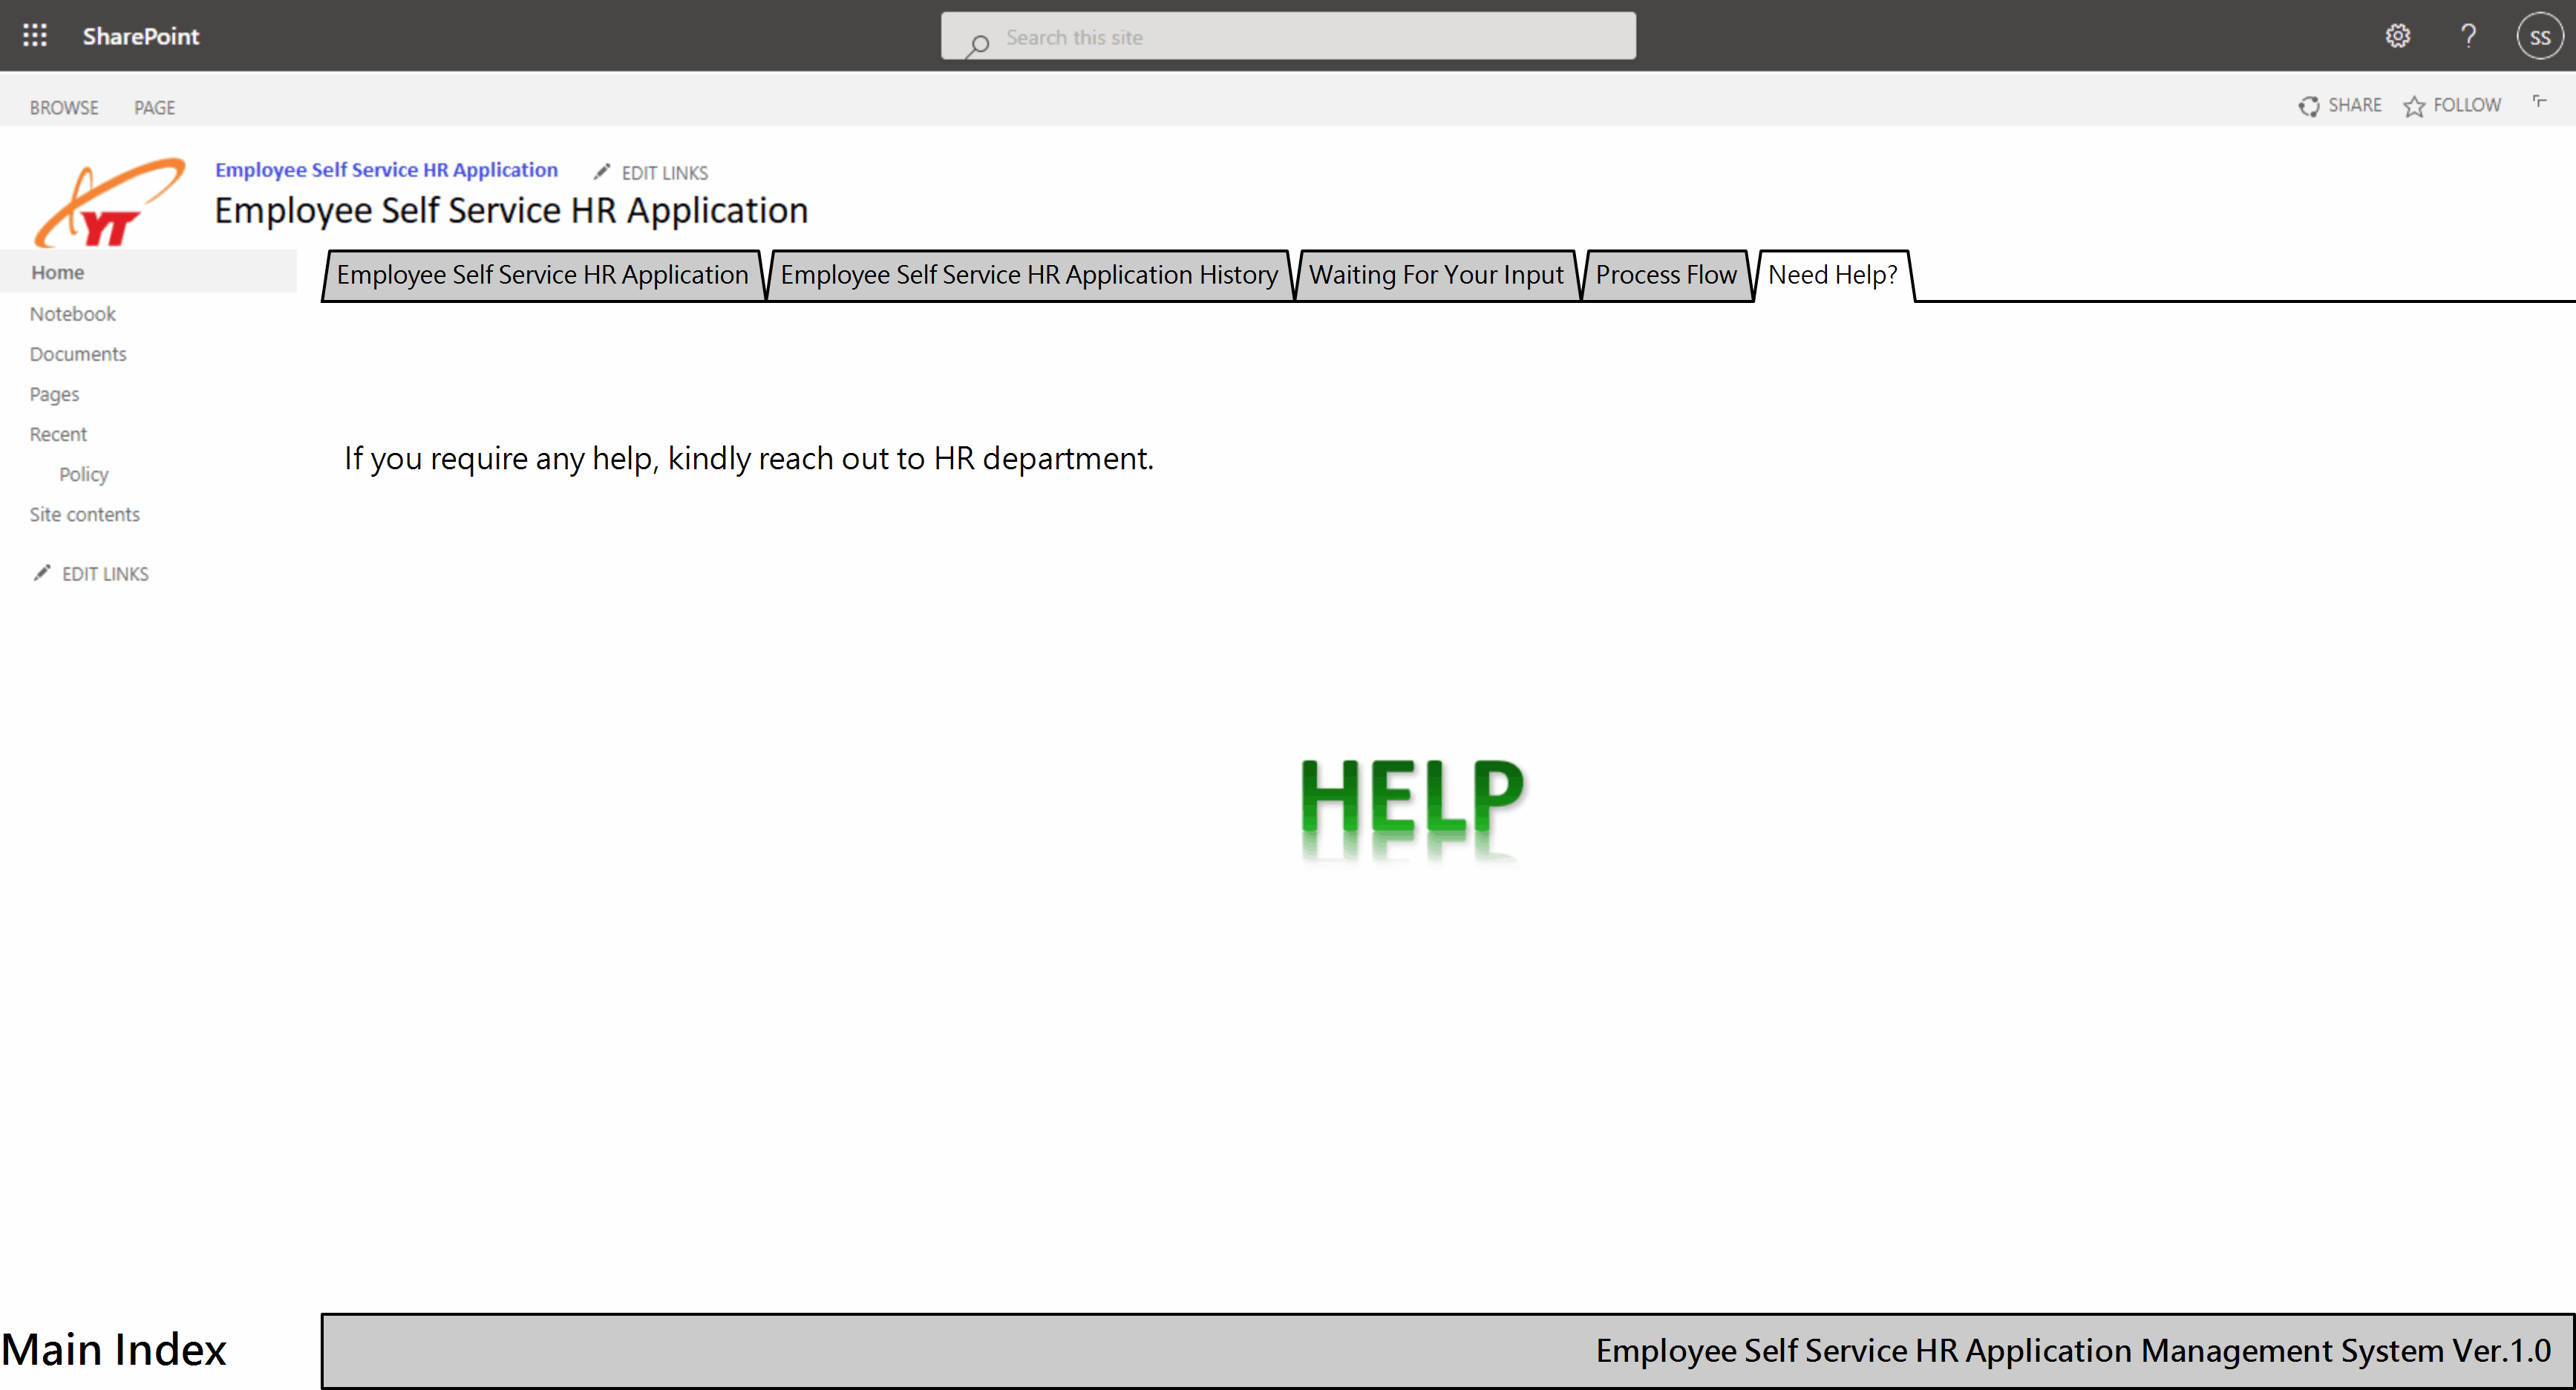 SharePoint
Search this site
?
SS
BROWSE PAGE
SHARE FOLLOW
YT
Employee Self Service HR Application
EDIT LINKS
Employee Self Service HR Application
Home
Notebook
Documents
Pages
Recent
Policy
Site contents
EDIT LINKS
Employee Self Service HR Application
Employee Self Service HR Application History
Waiting For Your Input
Process Flow
Need Help?
If you require any help, kindly reach out to HR department.
HELP
Main Index
Employee Self Service HR Application Management System Ver.1.0